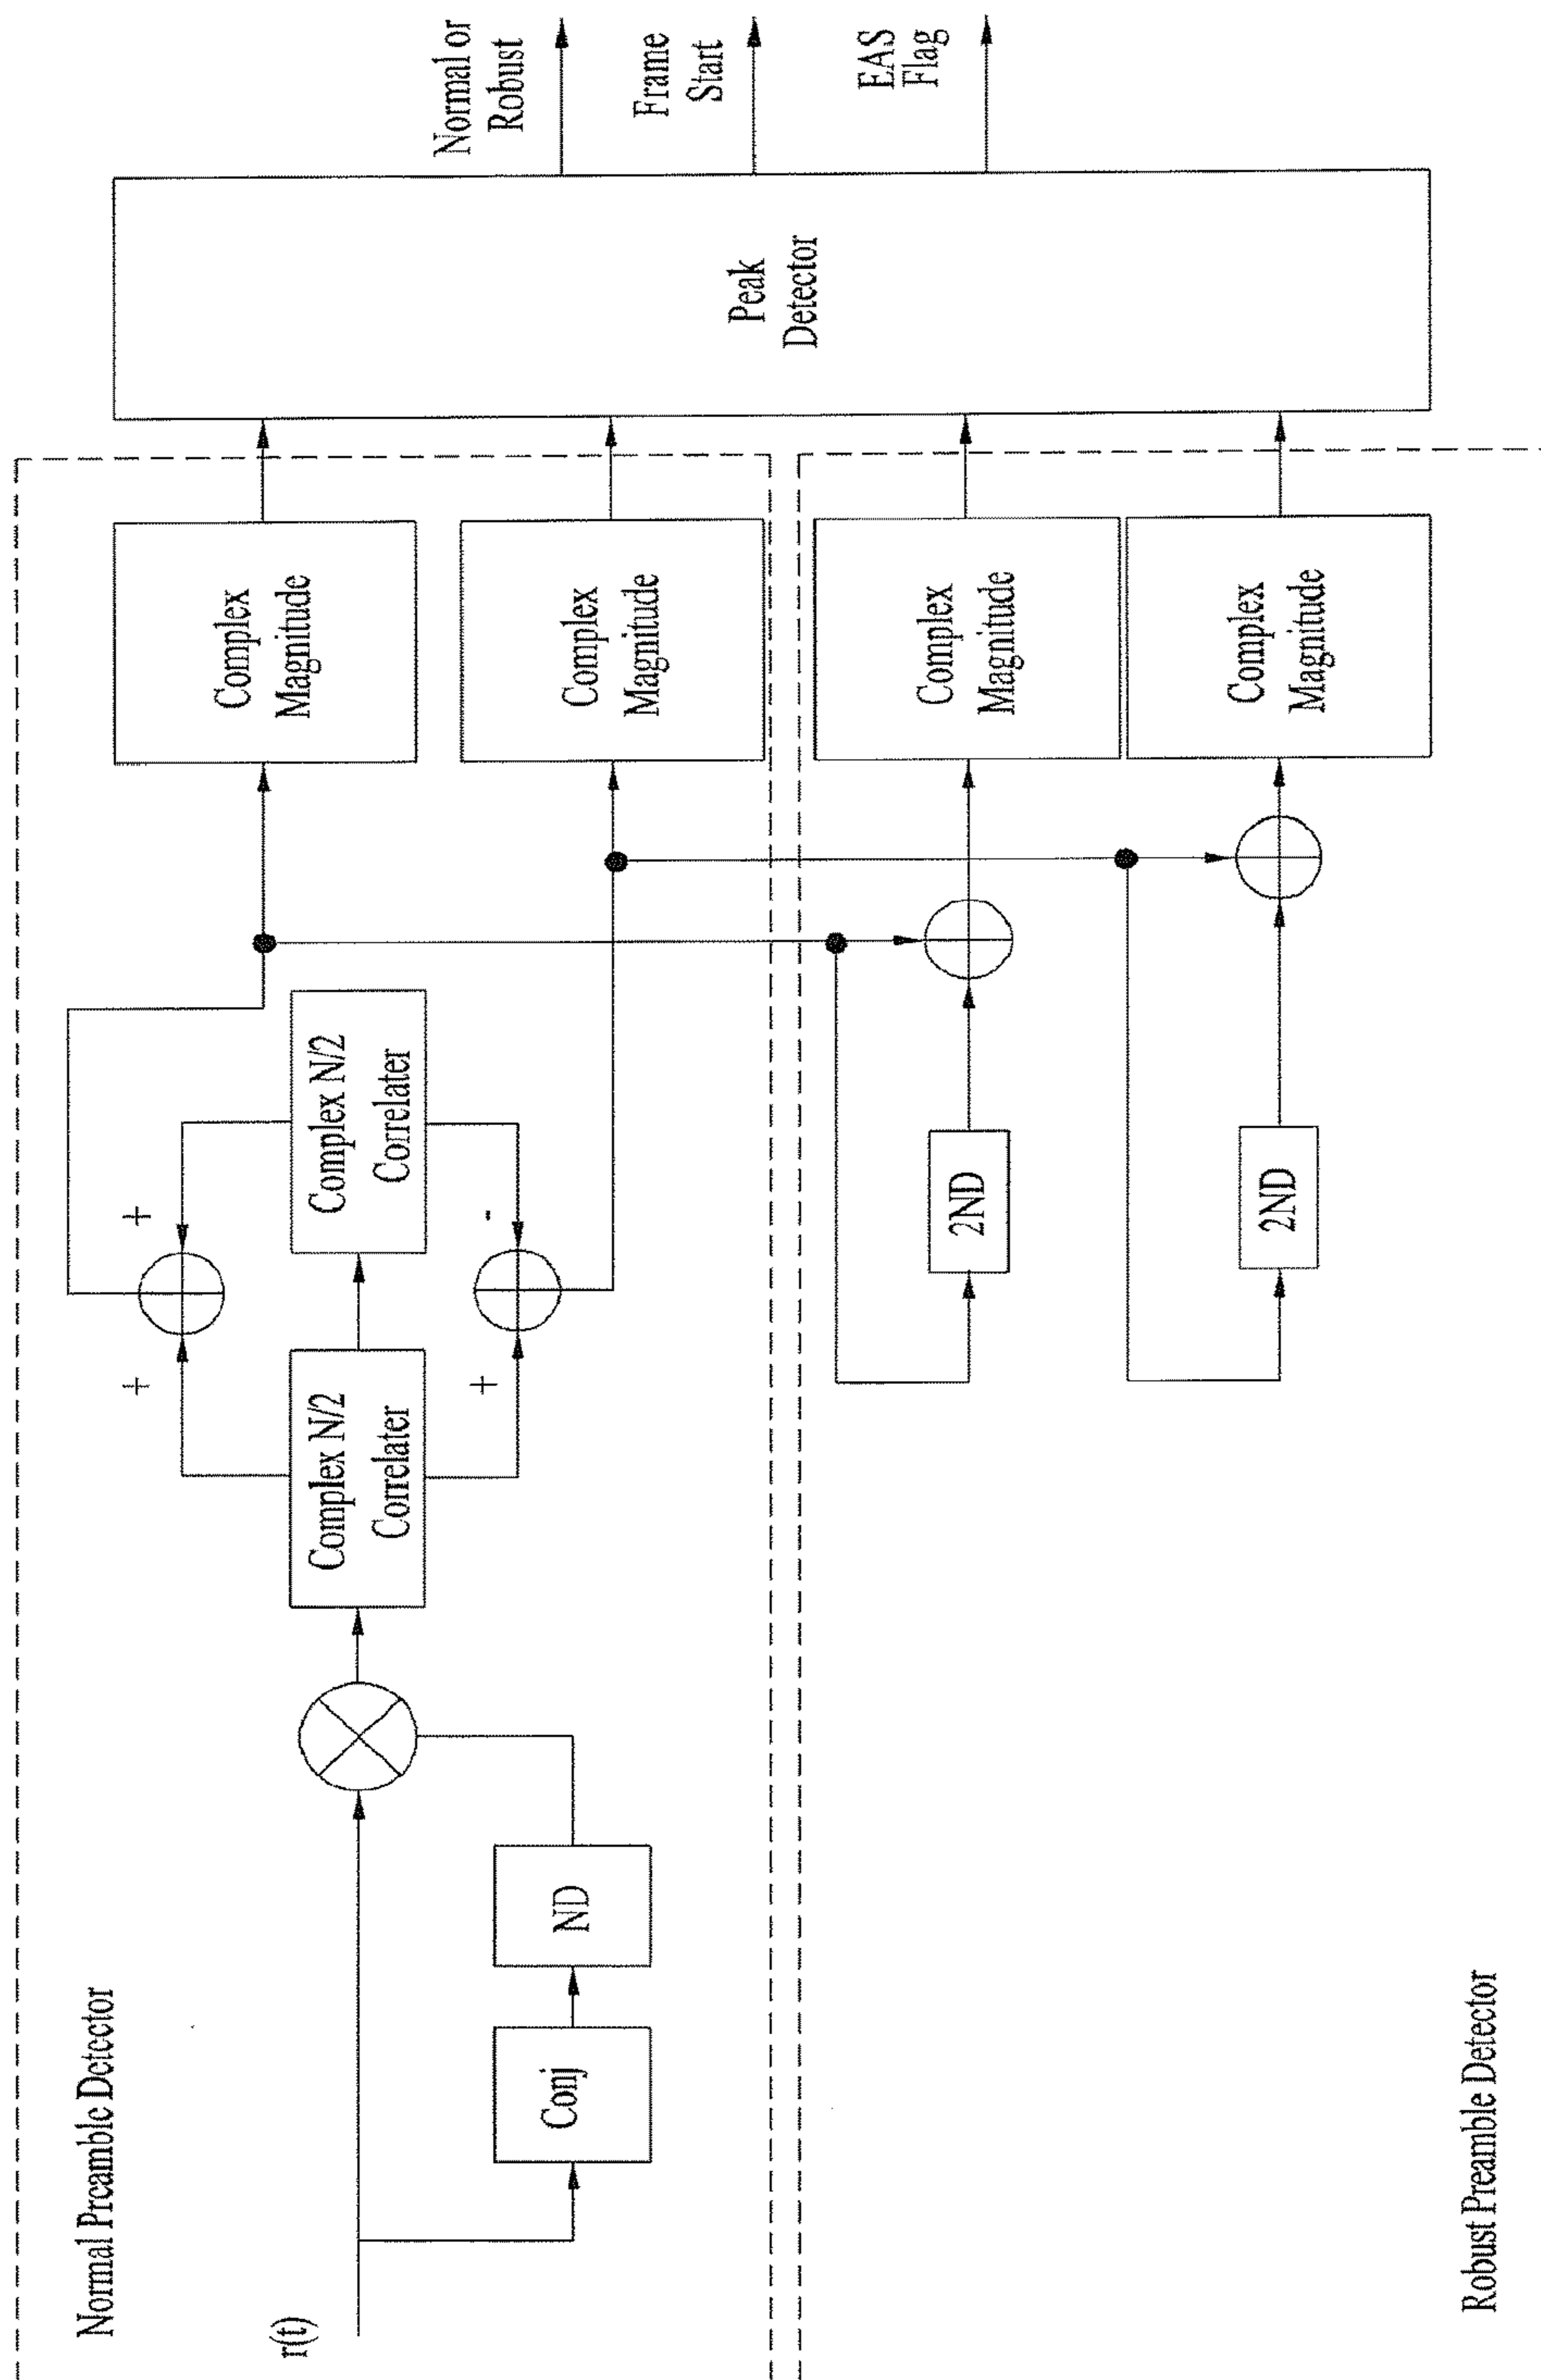 Normal Preamble Detector
r(t)
Conj
ND
Complex N/2
Correlater
Complex N/2
Correlater
+
+
+
-
Complex
Magnitude
Complex
Magnitude
2ND
2ND
Complex
Magnitude
Complex
Magnitude
Peak
Detector
Normal or
Robust
Frame
Start
EAS
Flag
Robust Preamble Detector